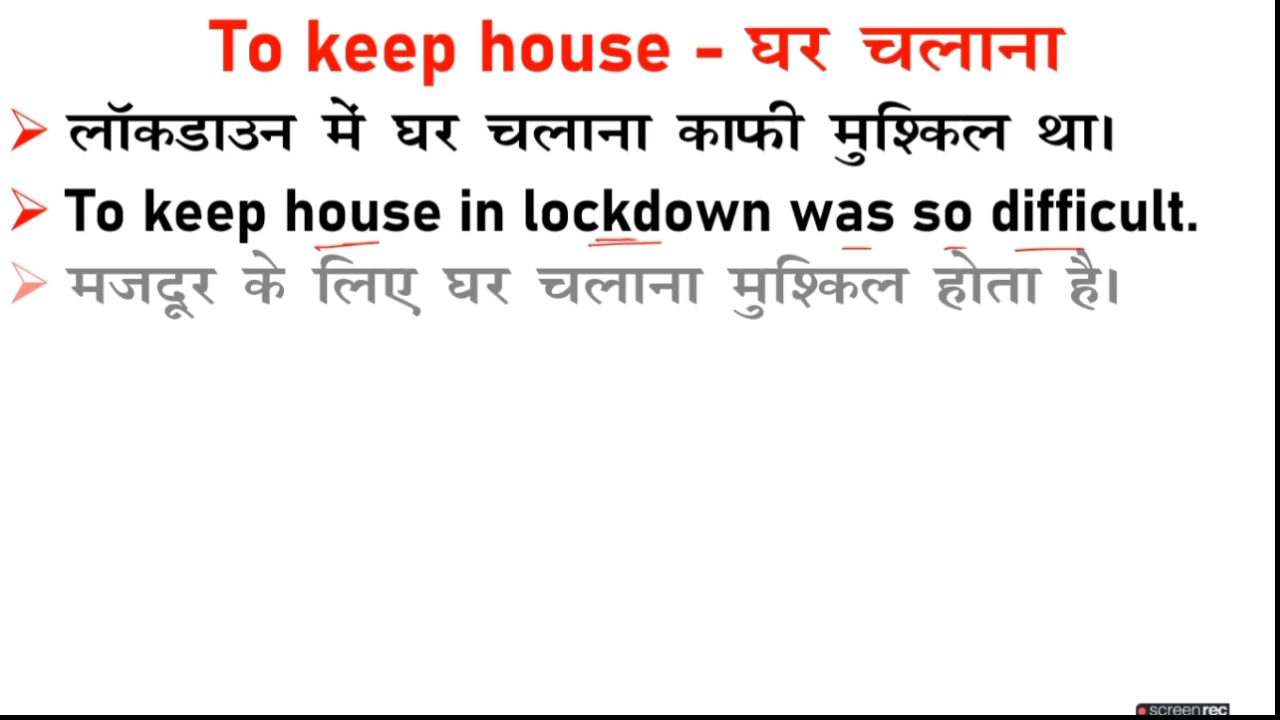 To keep house - घर चलाना
लॉकडाउन में घर चलाना काफी मुश्किल था।
To keep house in lockdown was so difficult.
मजदूर के लिए घर चलाना मुश्किल होता है।
screenrec